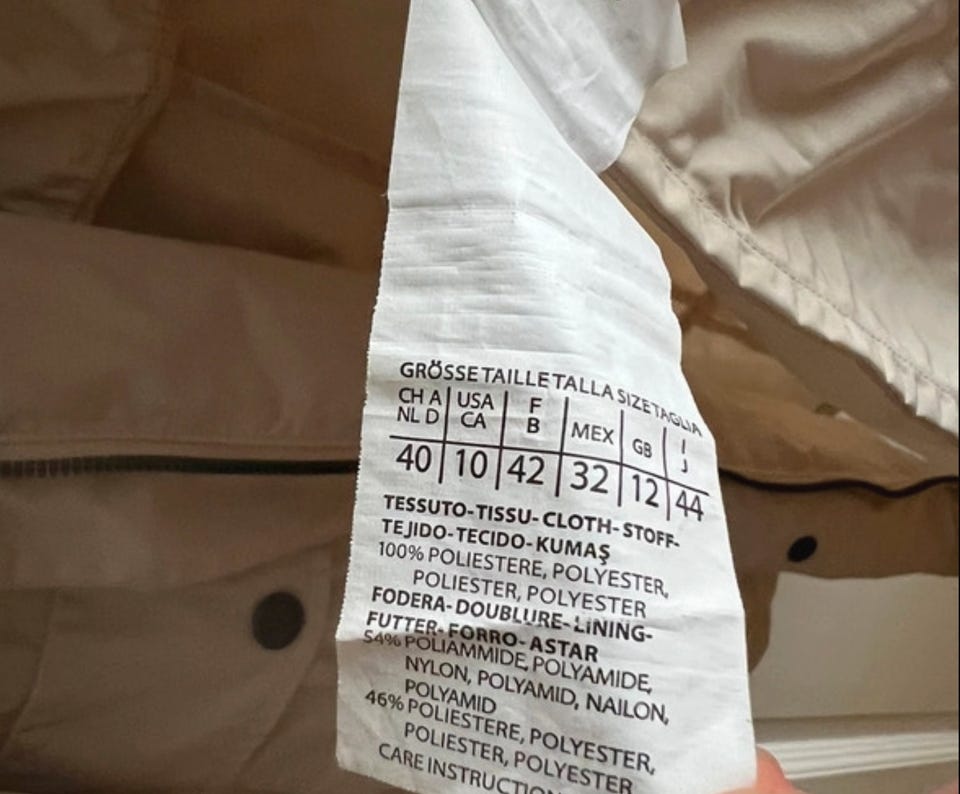 GRÖSSE TAILLE TALLA SIZE TAGLIA
CH A USA F MEX GB I
NL D CA B J
40 10 42 32 12 44
TESSUTO-TISSU-CLOTH-STOFF-
TEJIDO-TECIDO-KUMAŞ
100% POLIESTERE, POLYESTER,
POLIESTER, POLYESTER
FODERA-DOUBLURE-LINING-
FUTTER-FORRO-ASTAR
54% POLIAMMIDE, POLYAMIDE,
NYLON, POLYAMID, NAILON,
POLYAMID
46% POLIESTERE, POLYESTER,
POLIESTER, POLYESTER
CARE INSTRUCTION